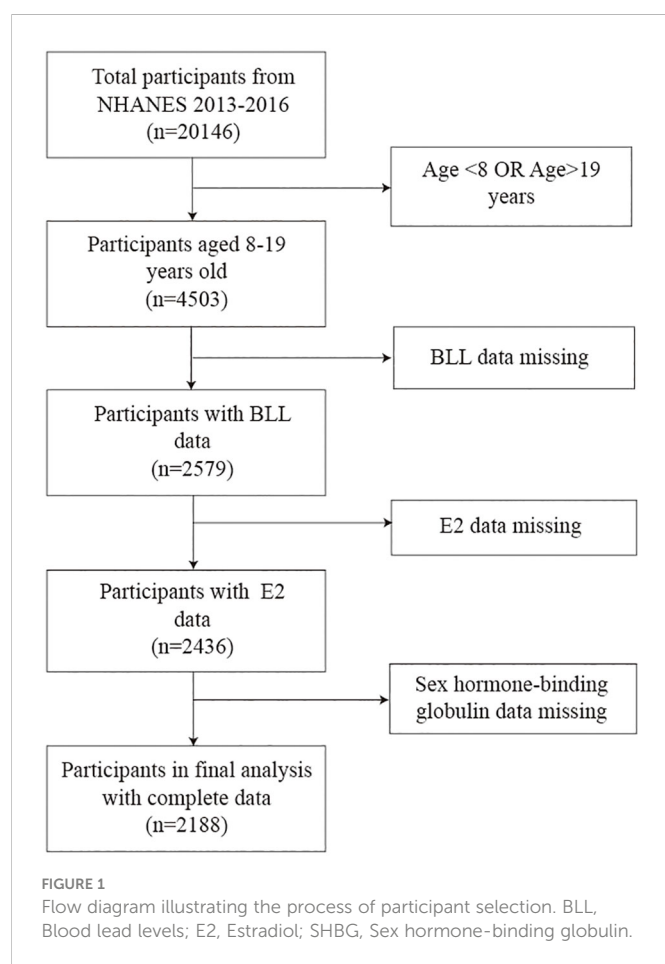 Total participants from
NHANES 2013-2016
(n=20146)
Age <8 OR Age>19
years
Participants aged 8-19
years old
(n=4503)
BLL data missing
Participants with BLL
data
(n=2579)
E2 data missing
Participants with E2
data
(n=2436)
Sex hormone-binding
globulin data missing
Participants in final analysis
with complete data
(n=2188)
FIGURE 1
Flow diagram illustrating the process of participant selection. BLL,
Blood lead levels; E2, Estradiol; SHBG, Sex hormone-binding globulin.